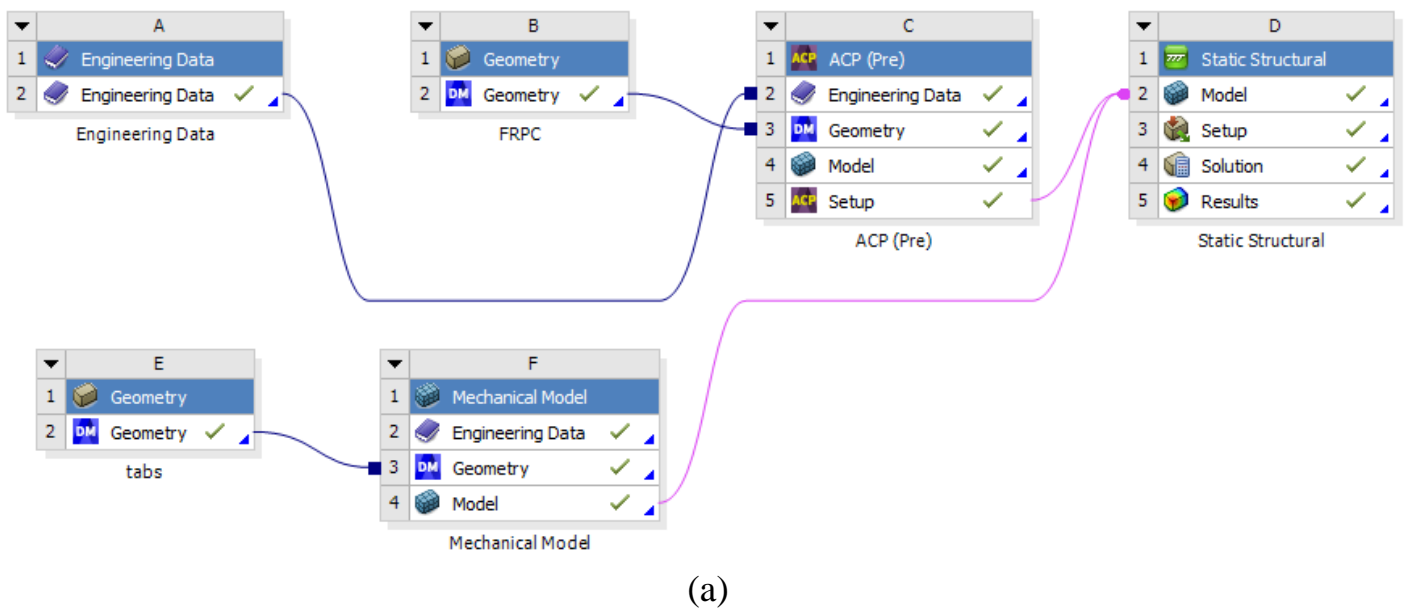 A
1 Engineering Data
2 Engineering Data
Engineering Data
B
1 Geometry
2 DM Geometry
FRPC
C
1 ACP ACP (Pre)
2 Engineering Data
3 DM Geometry
4 Model
5 ACP Setup
ACP (Pre)
D
1 Static Structural
2 Model
3 Setup
4 Solution
5 Results
Static Structural
E
1 Geometry
2 DM Geometry
tabs
F
1 Mechanical Model
2 Engineering Data
3 DM Geometry
4 Model
Mechanical Model
(a)